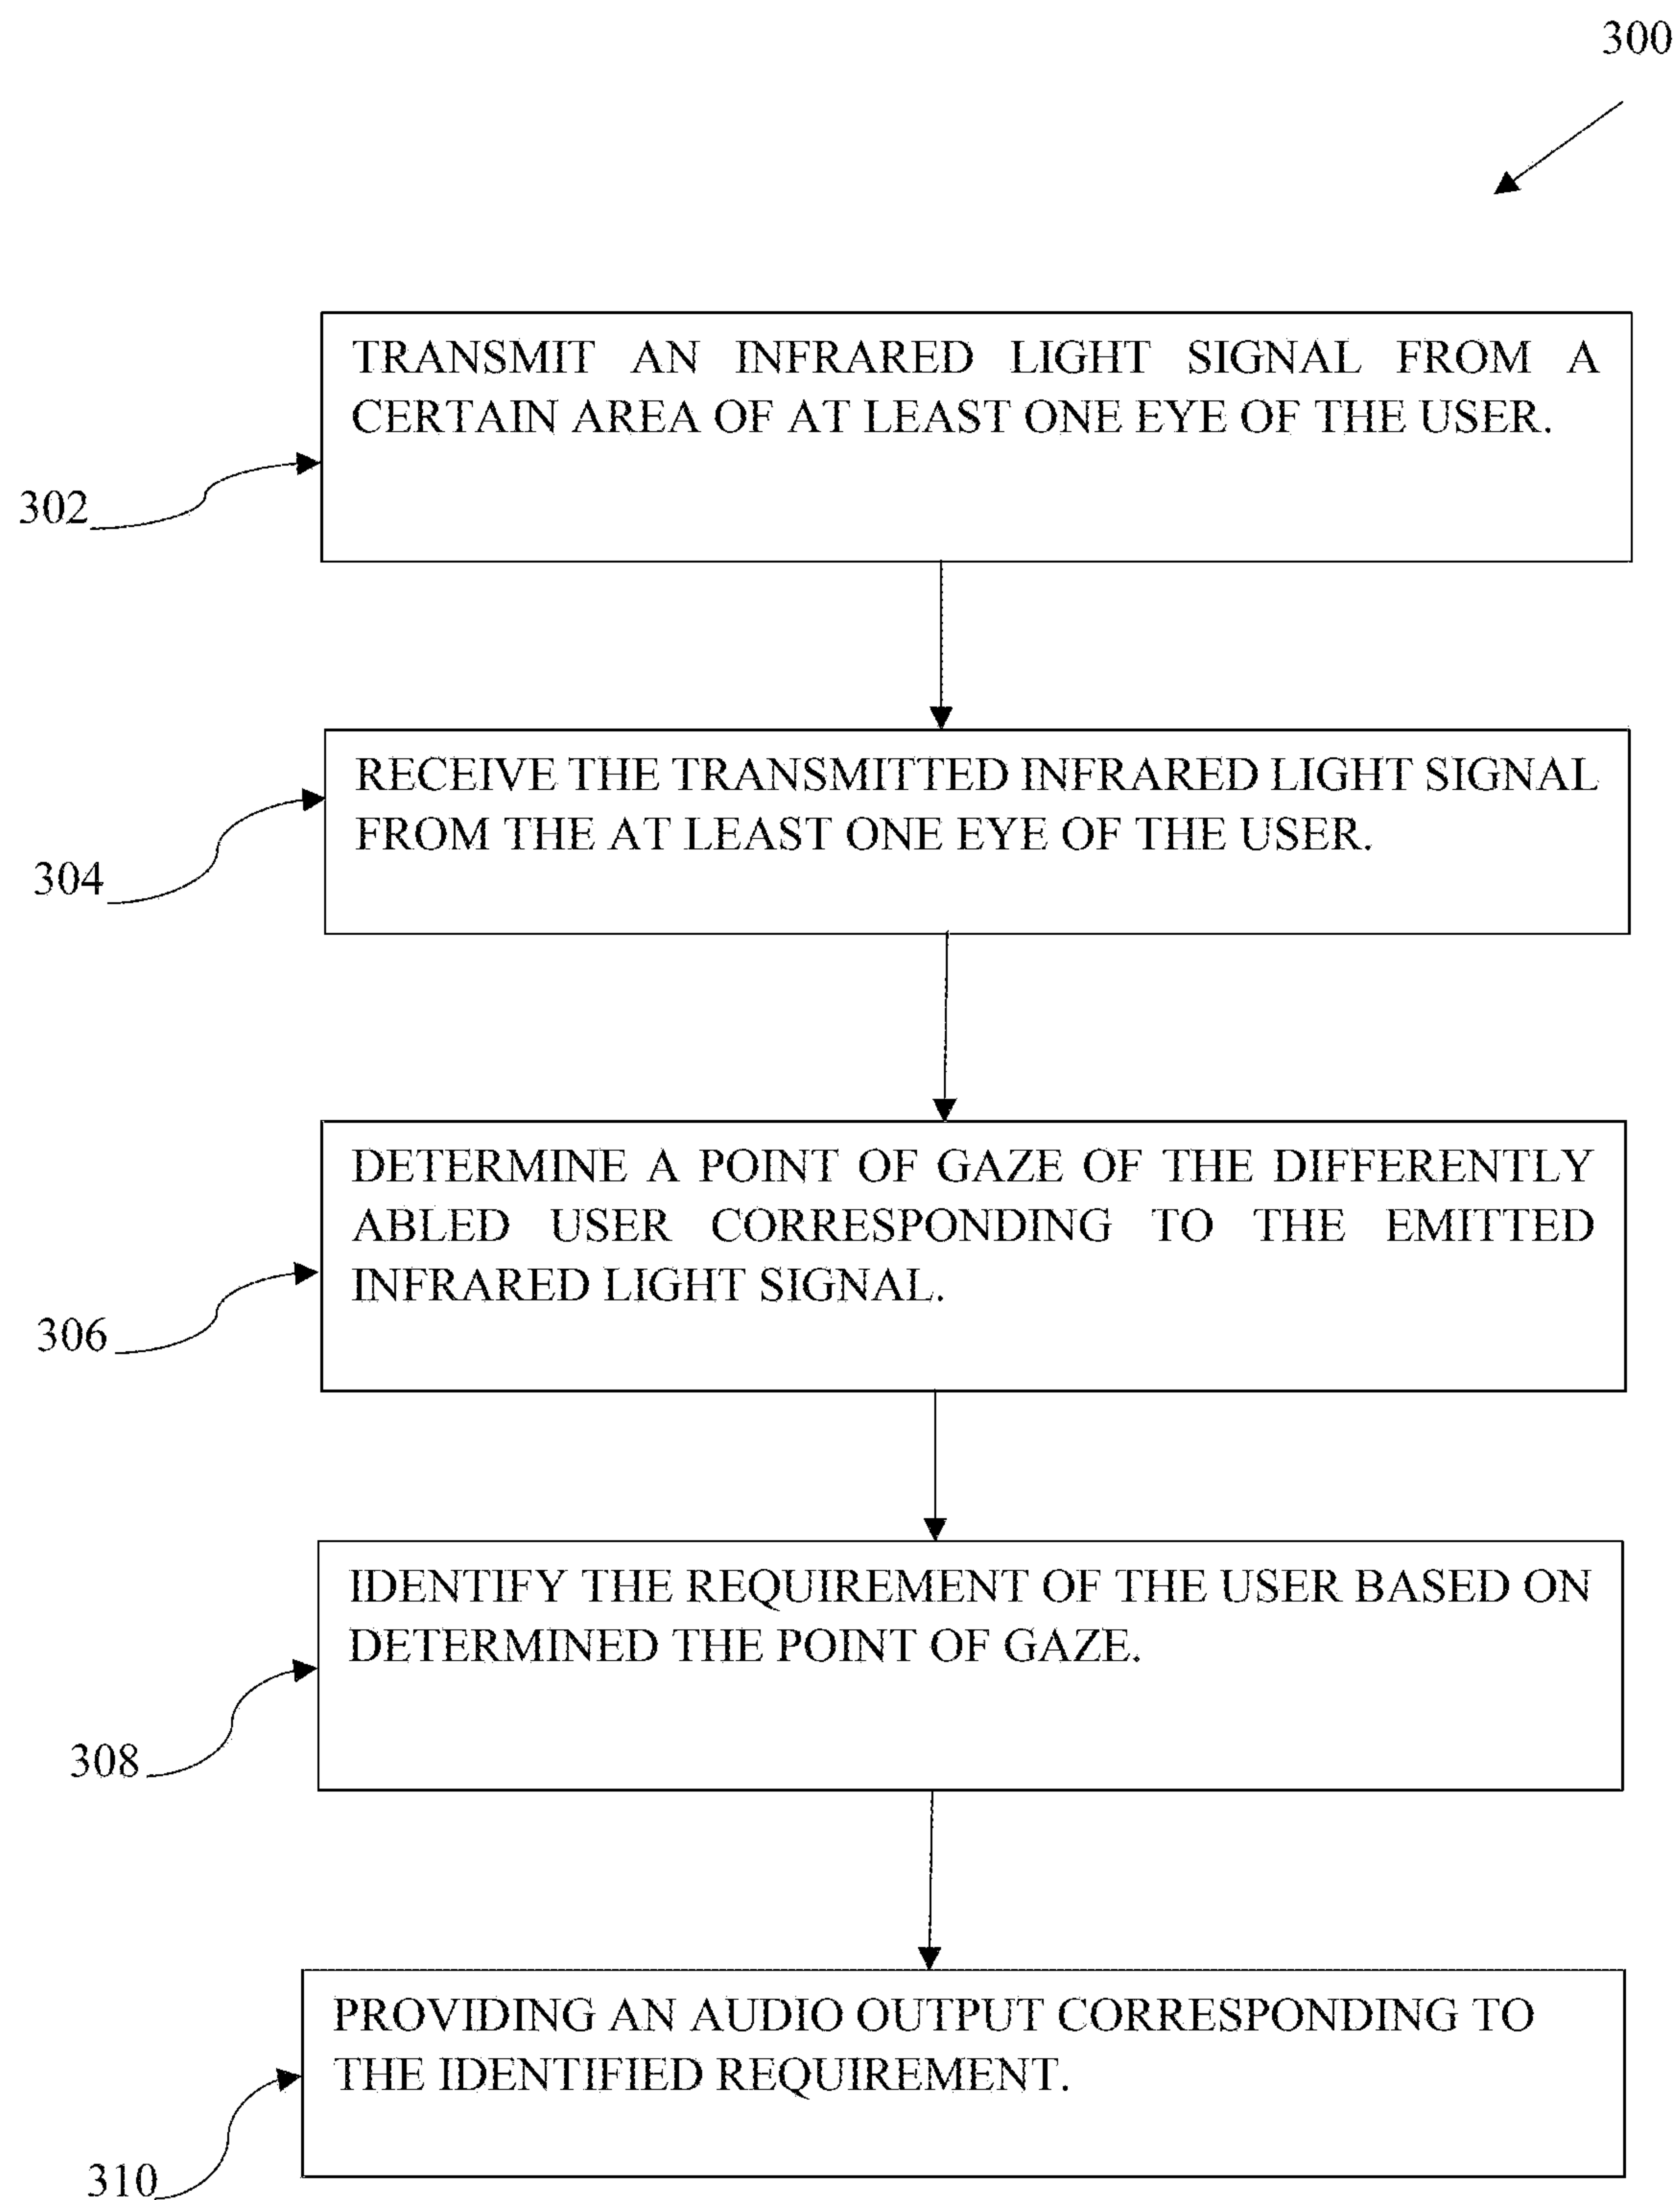 300
TRANSMIT AN INFRARED LIGHT SIGNAL FROM A
CERTAIN AREA OF AT LEAST ONE EYE OF THE USER.
302
RECEIVE THE TRANSMITTED INFRARED LIGHT SIGNAL
FROM THE AT LEAST ONE EYE OF THE USER.
304
DETERMINE A POINT OF GAZE OF THE DIFFERENTLY
ABLED USER CORRESPONDING TO THE EMITTED
INFRARED LIGHT SIGNAL.
306
IDENTIFY THE REQUIREMENT OF THE USER BASED ON
DETERMINED THE POINT OF GAZE.
308
PROVIDING AN AUDIO OUTPUT CORRESPONDING TO
THE IDENTIFIED REQUIREMENT.
310